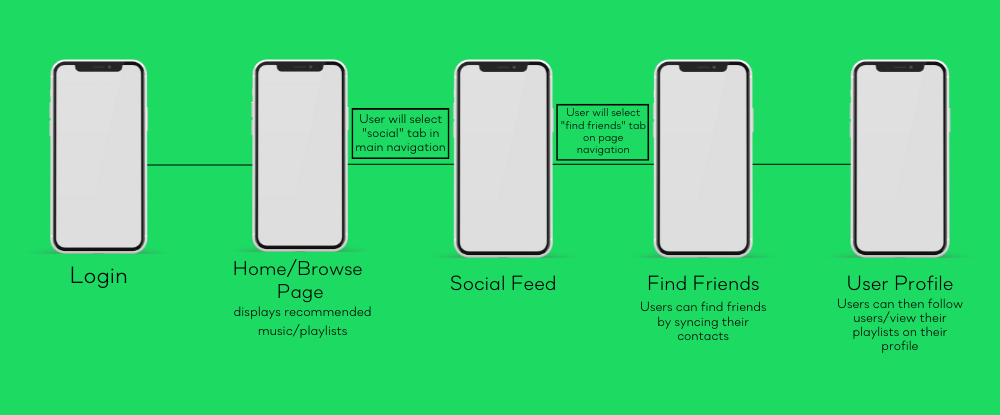 User will select
"social" tab in
main navigation
User will select
"find friends" tab
on page
navigation
Login
Home/Browse
Page
displays recommended
music/playlists
Social Feed
Find Friends
Users can find friends
by syncing their
contacts
User Profile
Users can then follow
users/view their
playlists on their
profile